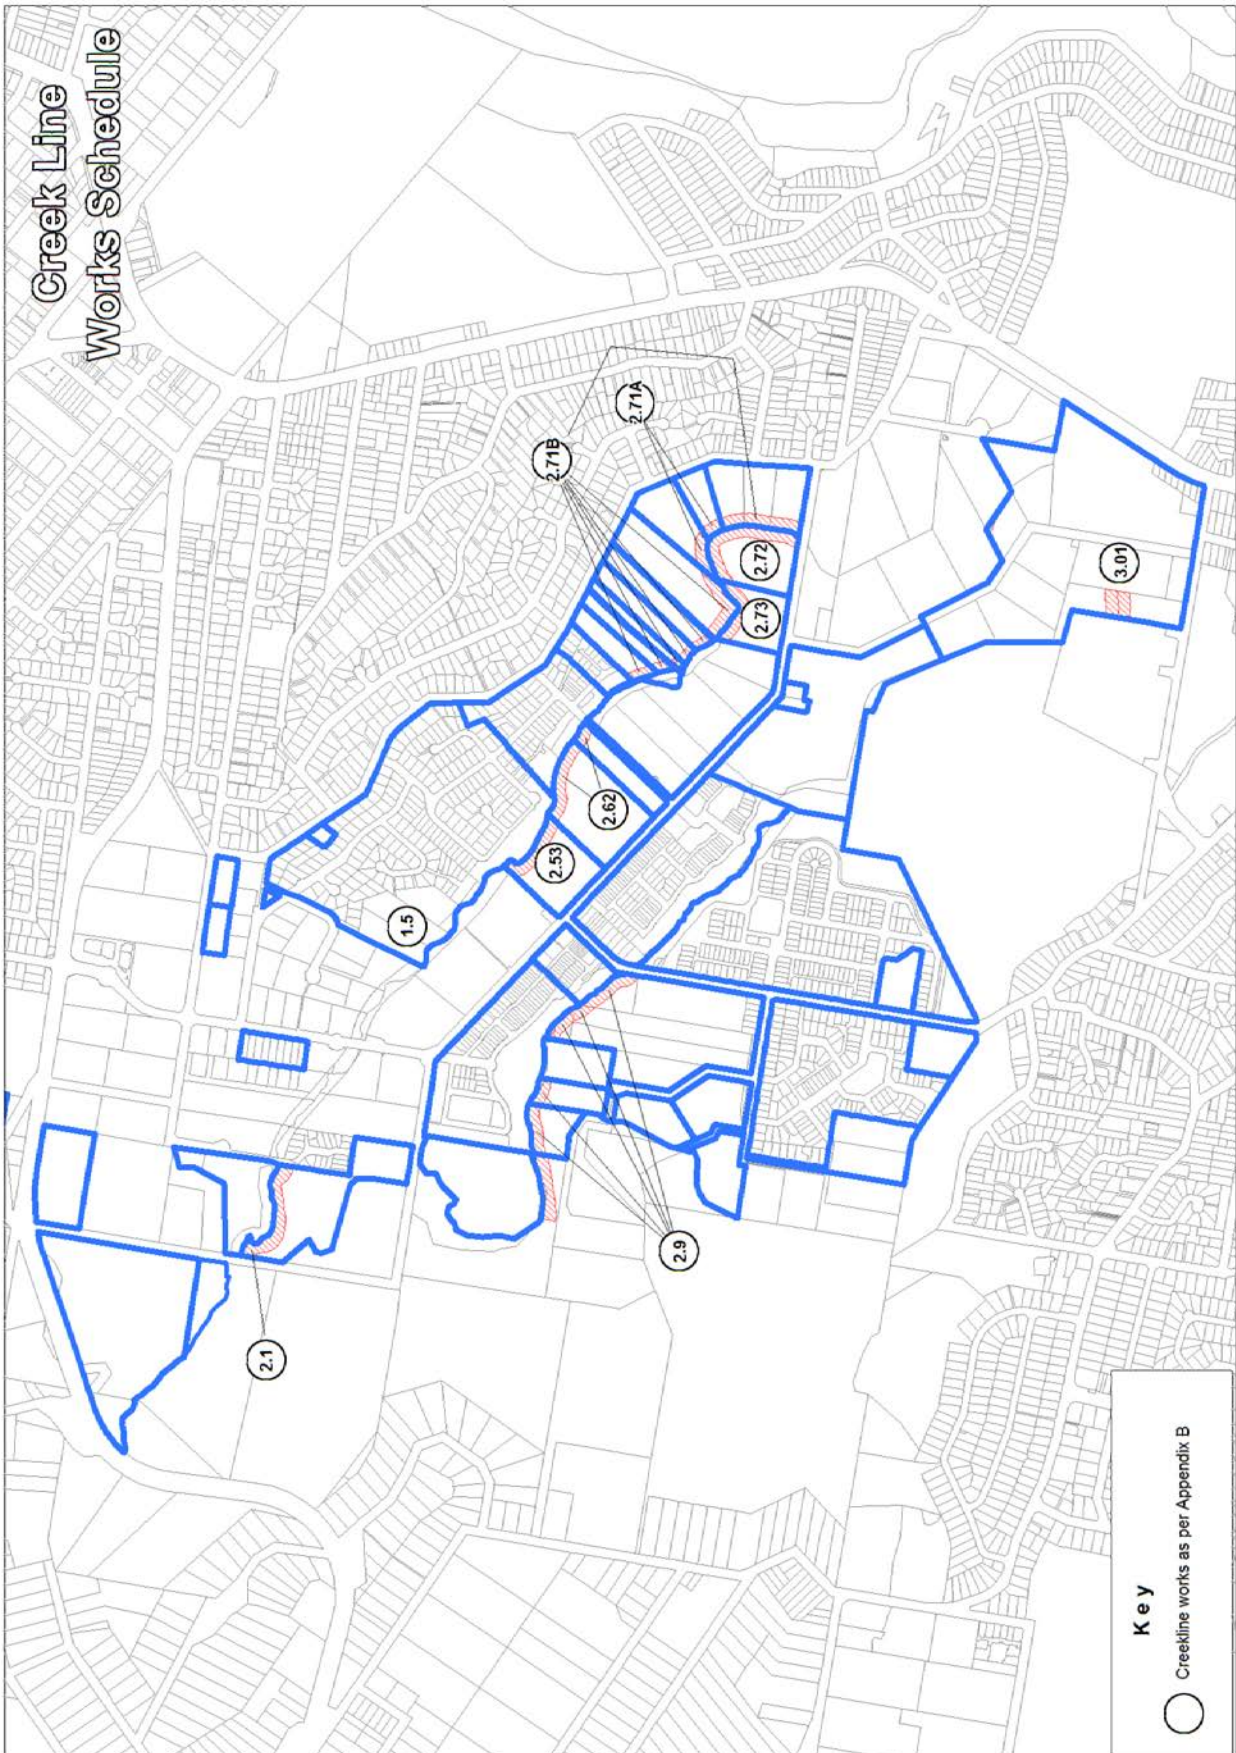 Creek Line
Works Schedule
2.71A
2.71B
2.72
2.73
3.01
2.62
2.53
1.5
2.9
2.1
Key
Creekline works as per Appendix B